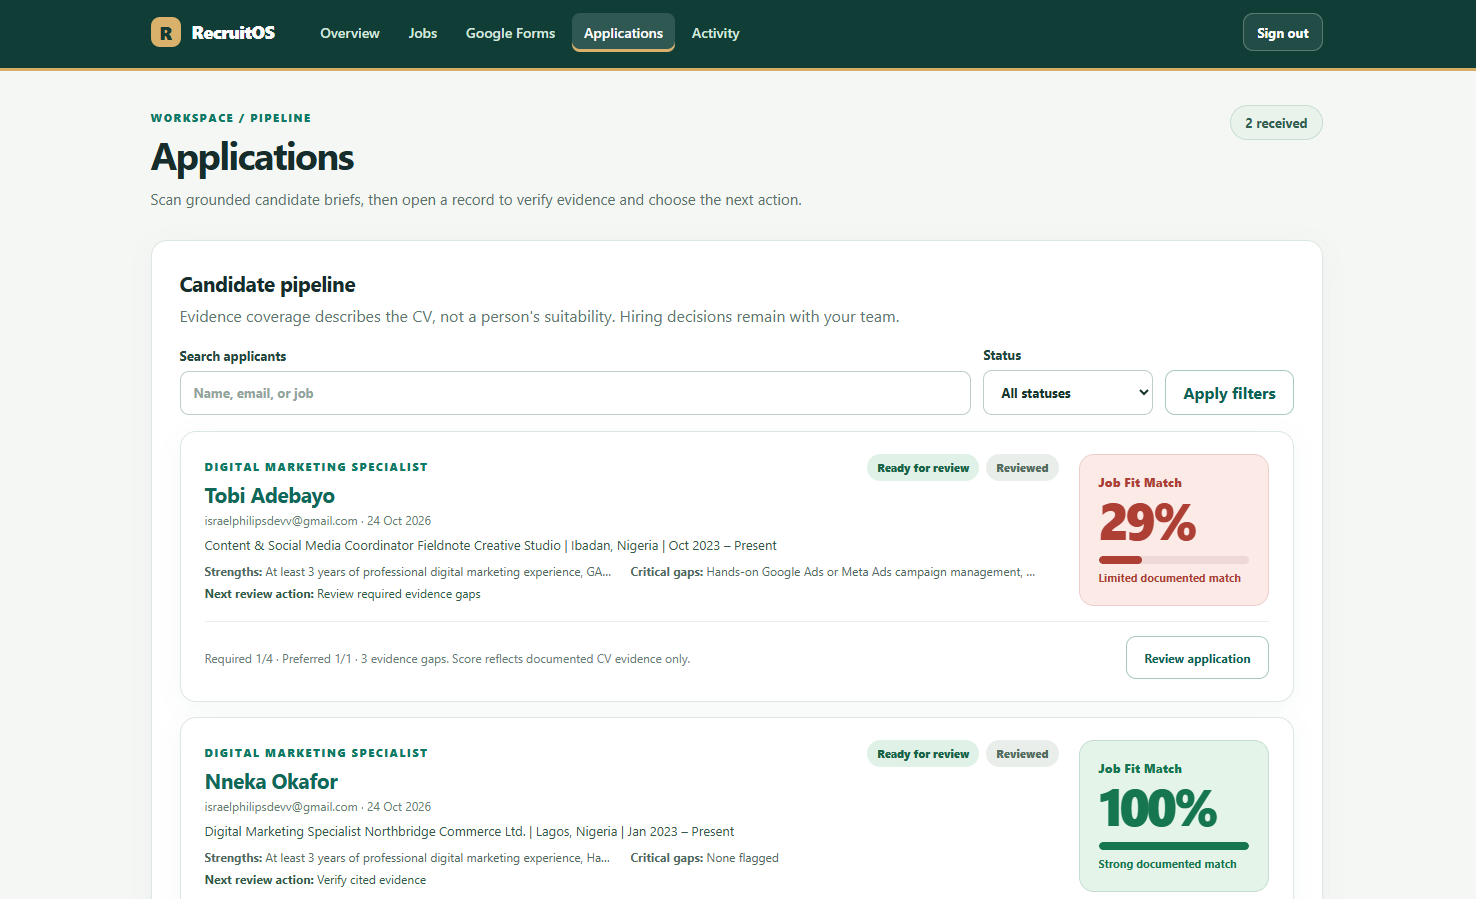 R RecruitOS Overview Jobs Google Forms Applications Activity Sign out
WORKSPACE / PIPELINE
2 received
Applications
Scan grounded candidate briefs, then open a record to verify evidence and choose the next action.
Candidate pipeline
Evidence coverage describes the CV, not a person's suitability. Hiring decisions remain with your team.
Search applicants
Status
Name, email, or job
All statuses
Apply filters
DIGITAL MARKETING SPECIALIST
Ready for review
Reviewed
Tobi Adebayo
israelphilipsdevv@gmail.com · 24 Oct 2026
Content & Social Media Coordinator Fieldnote Creative Studio | Ibadan, Nigeria | Oct 2023 – Present
Strengths: At least 3 years of professional digital marketing experience, GA...
Critical gaps: Hands-on Google Ads or Meta Ads campaign management, ...
Next review action: Review required evidence gaps
Job Fit Match
29%
Limited documented match
Required 1/4 · Preferred 1/1 · 3 evidence gaps. Score reflects documented CV evidence only.
Review application
DIGITAL MARKETING SPECIALIST
Ready for review
Reviewed
Nneka Okafor
israelphilipsdevv@gmail.com · 24 Oct 2026
Digital Marketing Specialist Northbridge Commerce Ltd. | Lagos, Nigeria | Jan 2023 – Present
Strengths: At least 3 years of professional digital marketing experience, Ha...
Critical gaps: None flagged
Next review action: Verify cited evidence
Job Fit Match
100%
Strong documented match